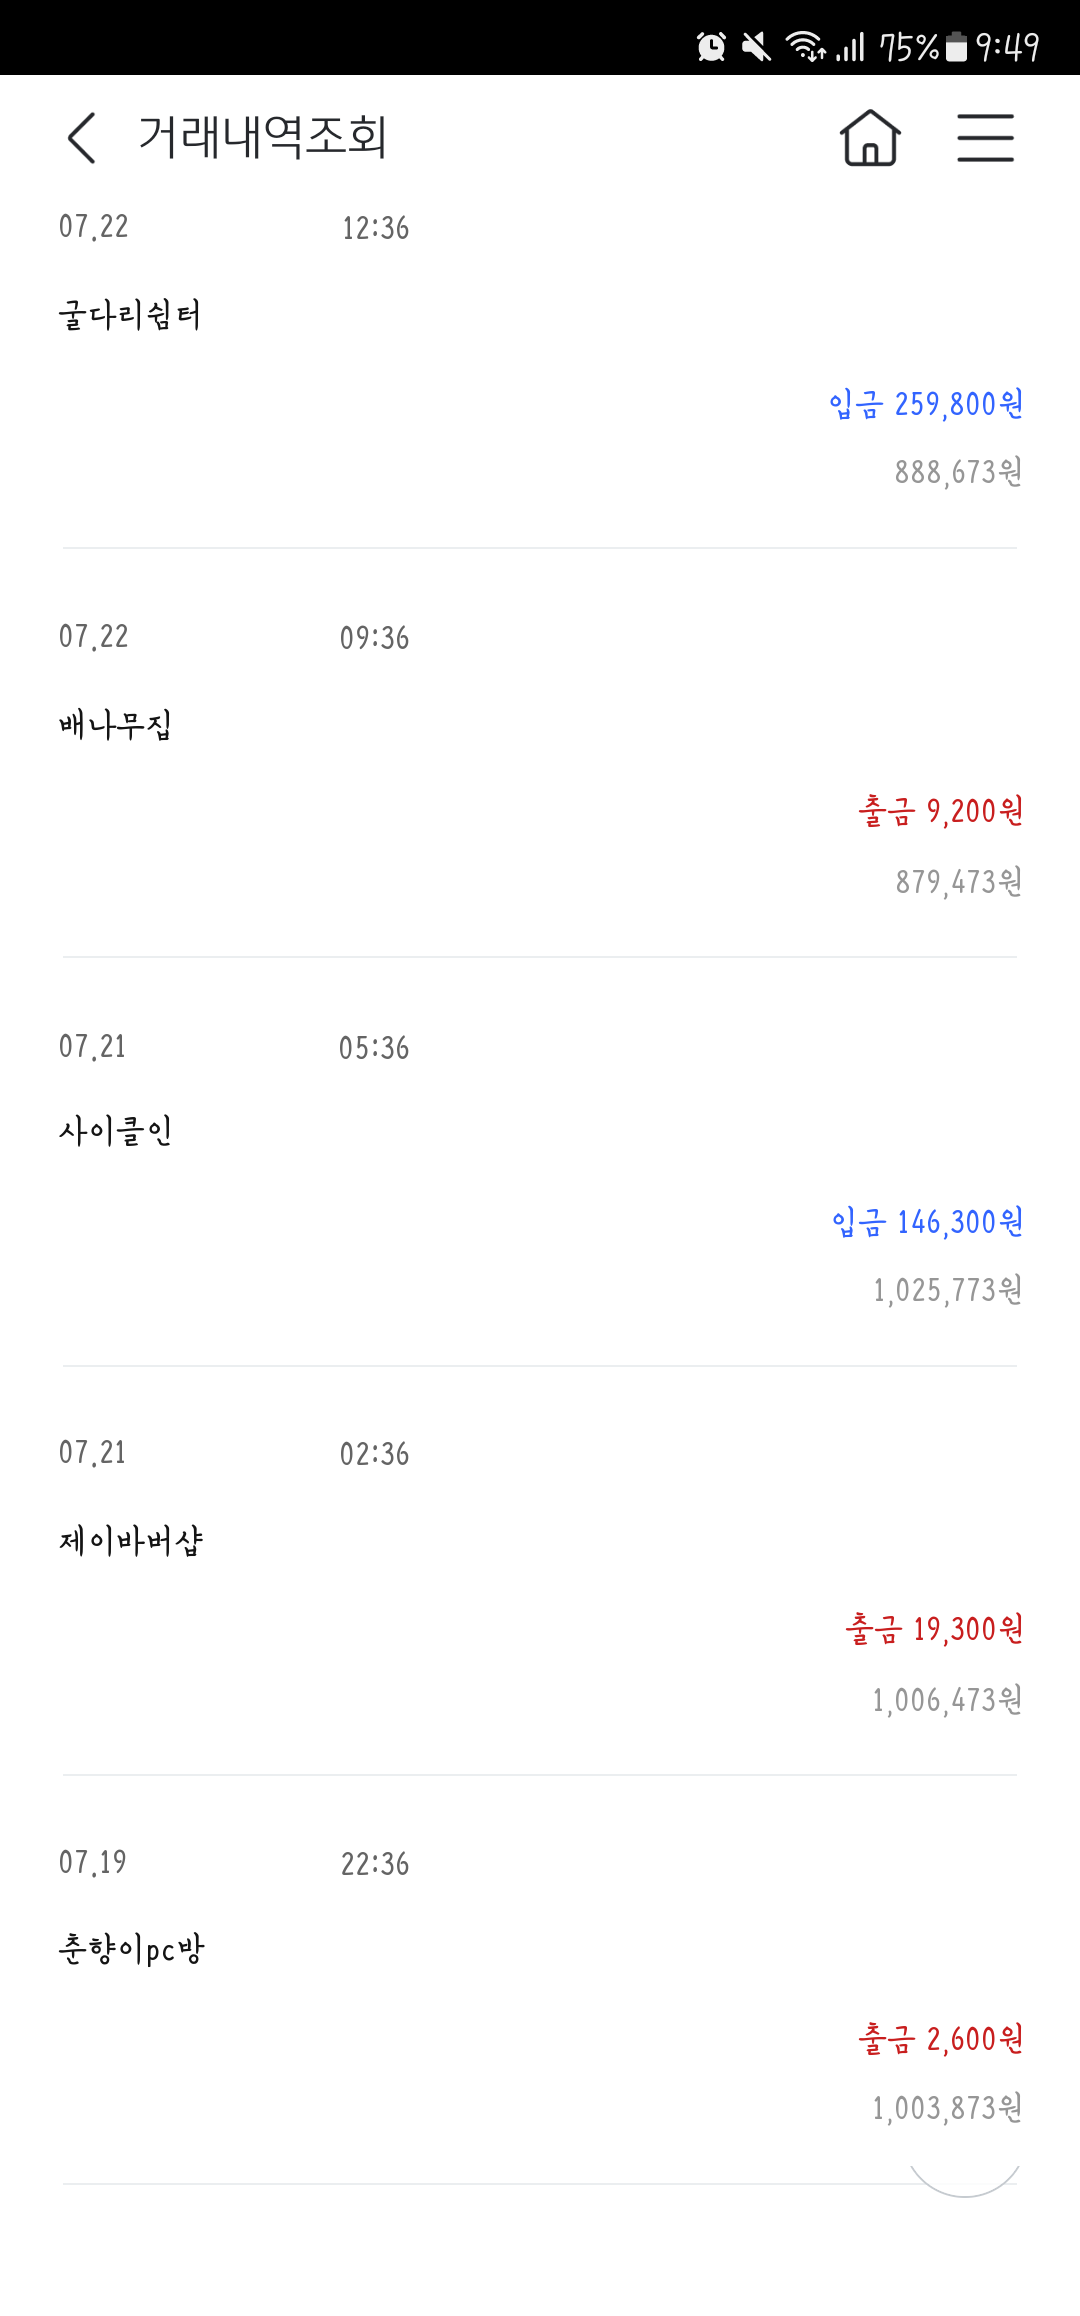 75% 9:49
거래내역조회
07.22 12:36
굴다리쉼터
입금 259,800원
888,673원
07.22 09:36
배나무집
출금 9,200원
879,473원
07.21 05:36
사이클인
입금 146,300원
1,025,773원
07.21 02:36
제이바버샵
출금 19,300원
1,006,473원
07.19 22:36
춘향이pc방
출금 2,600원
1,003,873원